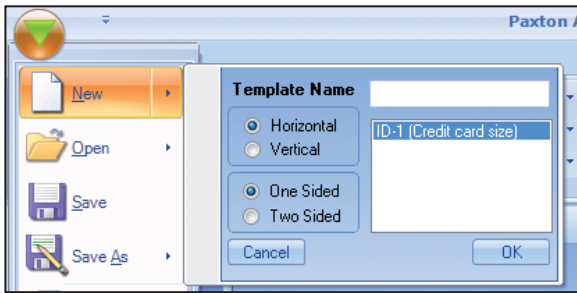 Paxton A
New
Open
Save
Save As
Template Name
Horizontal
Vertical
One Sided
Two Sided
ID-1 (Credit card size)
Cancel
OK